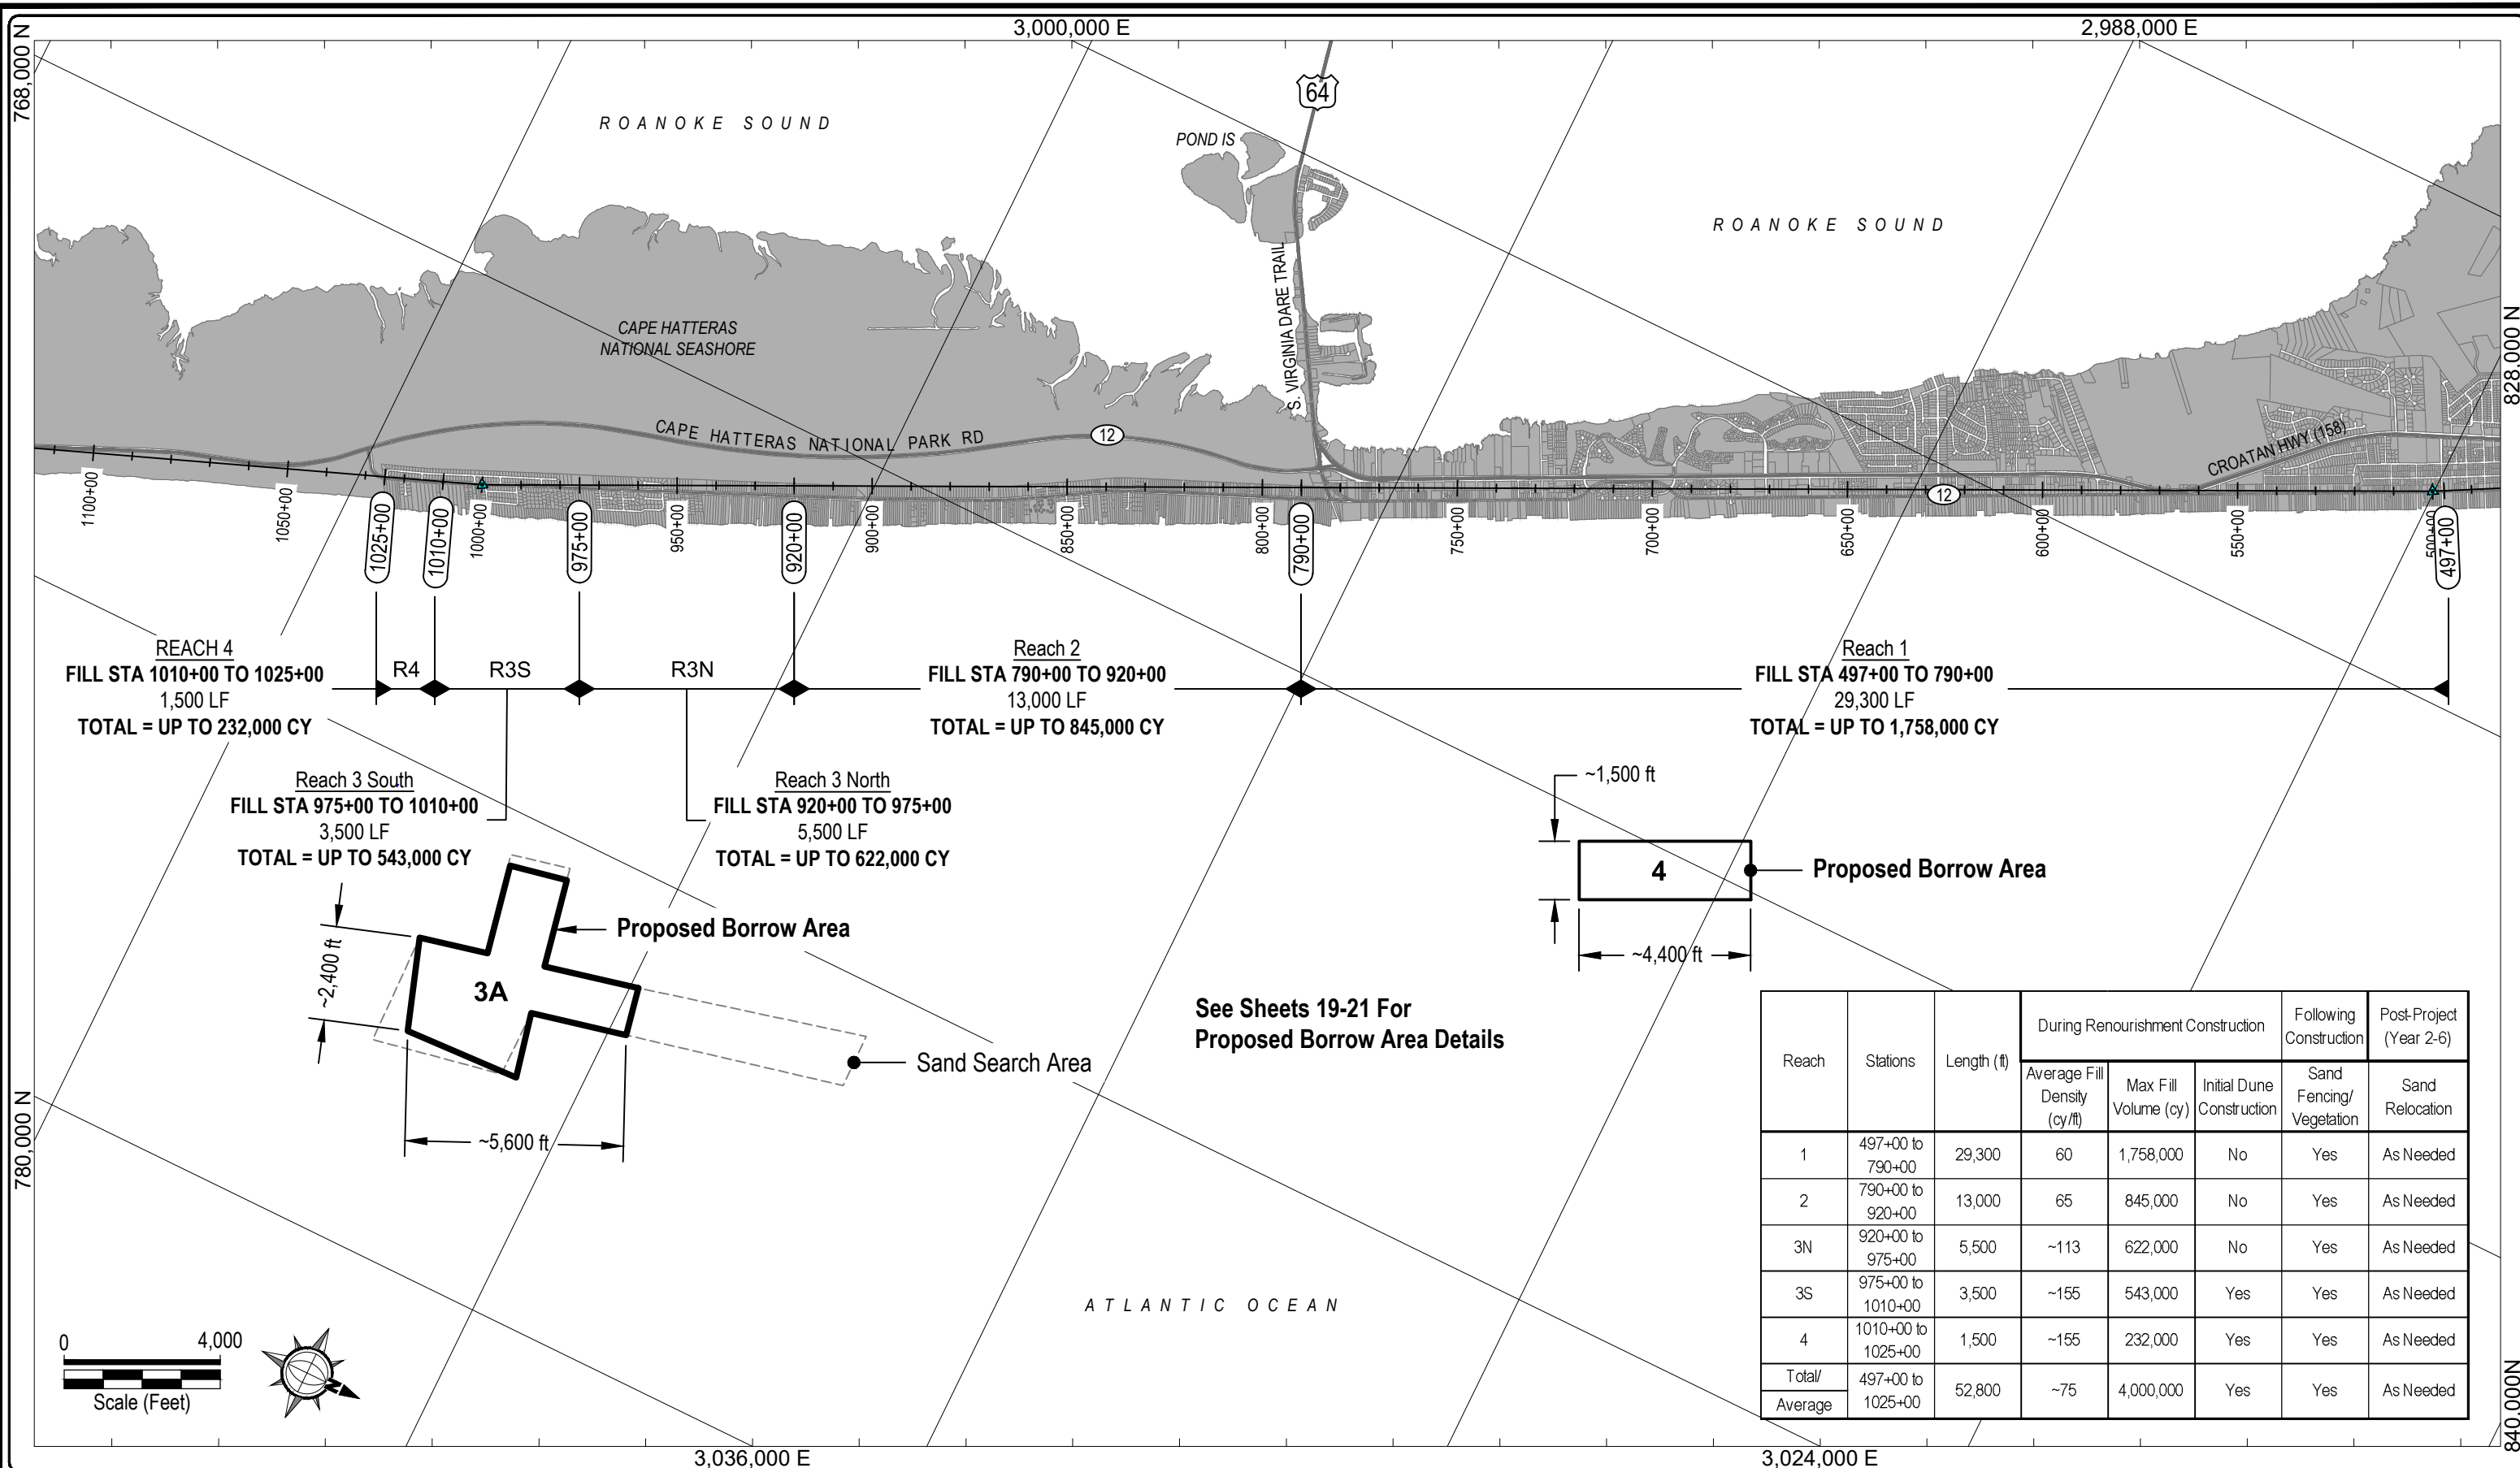 3,000,000 E
2,988,000 E
768,000 N
ROANOKE SOUND
64
POND IS
ROANOKE SOUND
S. VIRGINIA DARE TRAIL
CAPE HATTERAS
NATIONAL SEASHORE
828,000 N
CAPE HATTERAS NATIONAL PARK RD
12
CROATAN HWY (158)
12
1100+00
1050+00
1025+00
1010+00
1000+00
975+00
950+00
920+00
900+00
850+00
800+00
790+00
750+00
700+00
650+00
600+00
550+00
500+00
497+00
REACH 4
FILL STA 1010+00 TO 1025+00
1,500 LF
TOTAL = UP TO 232,000 CY
R4
R3S
R3N
Reach 2
FILL STA 790+00 TO 920+00
13,000 LF
TOTAL = UP TO 845,000 CY
Reach 1
FILL STA 497+00 TO 790+00
29,300 LF
TOTAL = UP TO 1,758,000 CY
Reach 3 South
FILL STA 975+00 TO 1010+00
3,500 LF
TOTAL = UP TO 543,000 CY
Reach 3 North
FILL STA 920+00 TO 975+00
5,500 LF
TOTAL = UP TO 622,000 CY
~1,500 ft
4
Proposed Borrow Area
~4,400 ft
Proposed Borrow Area
~2,400 ft
3A
Sand Search Area
~5,600 ft
See Sheets 19-21 For
Proposed Borrow Area Details
780,000 N
ATLANTIC OCEAN
0 4,000
Scale (Feet)
N
Reach Stations Length (ft) During Renourishment Construction Following Construction Post-Project (Year 2-6)
Average Fill Density (cy/ft) Max Fill Volume (cy) Initial Dune Construction Sand Fencing/ Vegetation Sand Relocation
1 497+00 to 790+00 29,300 60 1,758,000 No Yes As Needed
2 790+00 to 920+00 13,000 65 845,000 No Yes As Needed
3N 920+00 to 975+00 5,500 ~113 622,000 No Yes As Needed
3S 975+00 to 1010+00 3,500 ~155 543,000 Yes Yes As Needed
4 1010+00 to 1025+00 1,500 ~155 232,000 Yes Yes As Needed
Total/ Average 497+00 to 1025+00 52,800 ~75 4,000,000 Yes Yes As Needed
840,000N
3,036,000 E
3,024,000 E